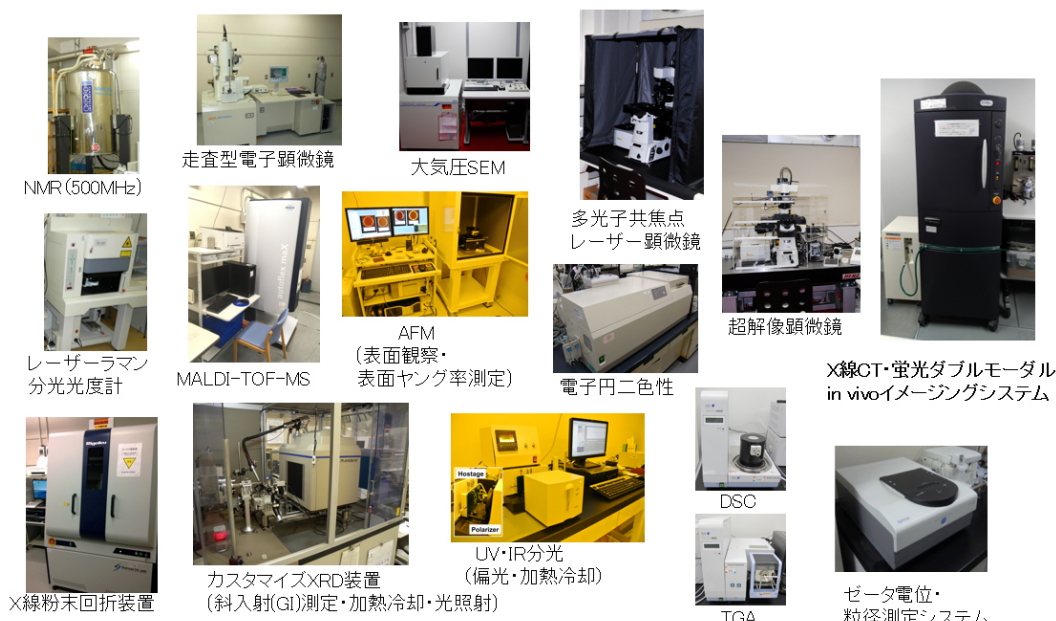 NMR(500MHz)
走査型電子顕微鏡
大気圧SEM
多光子共焦点
レーザー顕微鏡
超解像顕微鏡
X線CT・蛍光ダブルモーダル
in vivoイメージングシステム
レーザーラマン
分光光度計
MALDI-TOF-MS
AFM
(表面観察・
表面ヤング率測定)
電子円二色性
X線粉末回折装置
カスタマイズXRD装置
(斜入射(GI)測定・加熱冷却・光照射)
Hostage
Polarizer
UV・IR分光
(偏光・加熱冷却)
DSC
TGA
ゼータ電位・
粒径測定システム